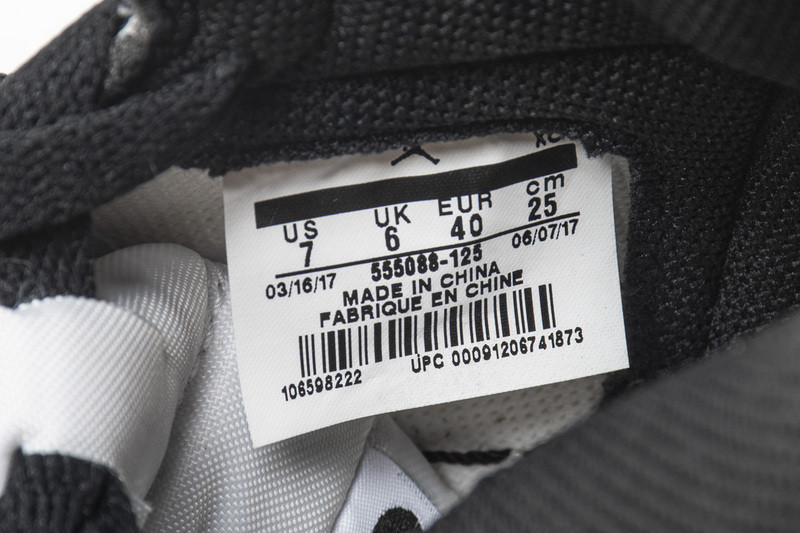 XC
US UK EUR cm
7 6 40 25
03/16/17 555088-125 06/07/17
MADE IN CHINA
FABRIQUE EN CHINE
106598222 UPC 00091206741873